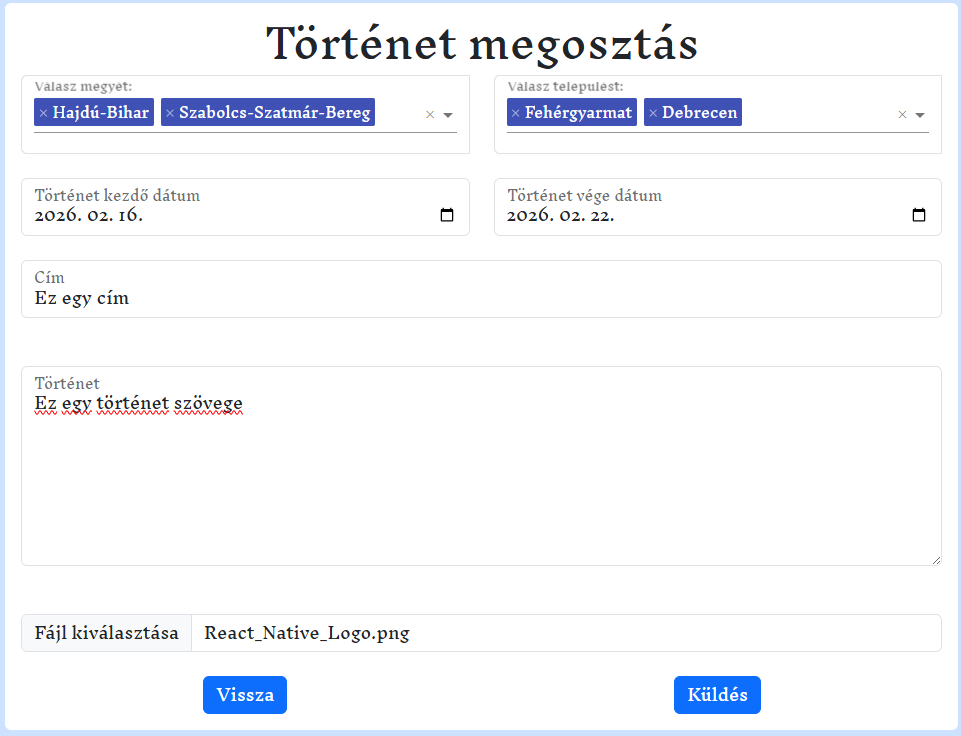 Történet megosztás
Válasz megyét:
× Hajdú-Bihar × Szabolcs-Szatmár-Bereg ×
Válasz települést:
× Fehérgyarmat × Debrecen ×
Történet kezdő dátum
2026. 02. 16.
Történet vége dátum
2026. 02. 22.
Cím
Ez egy cím
Történet
Ez egy történet szövege
Fájl kiválasztása React_Native_Logo.png
Vissza Küldés